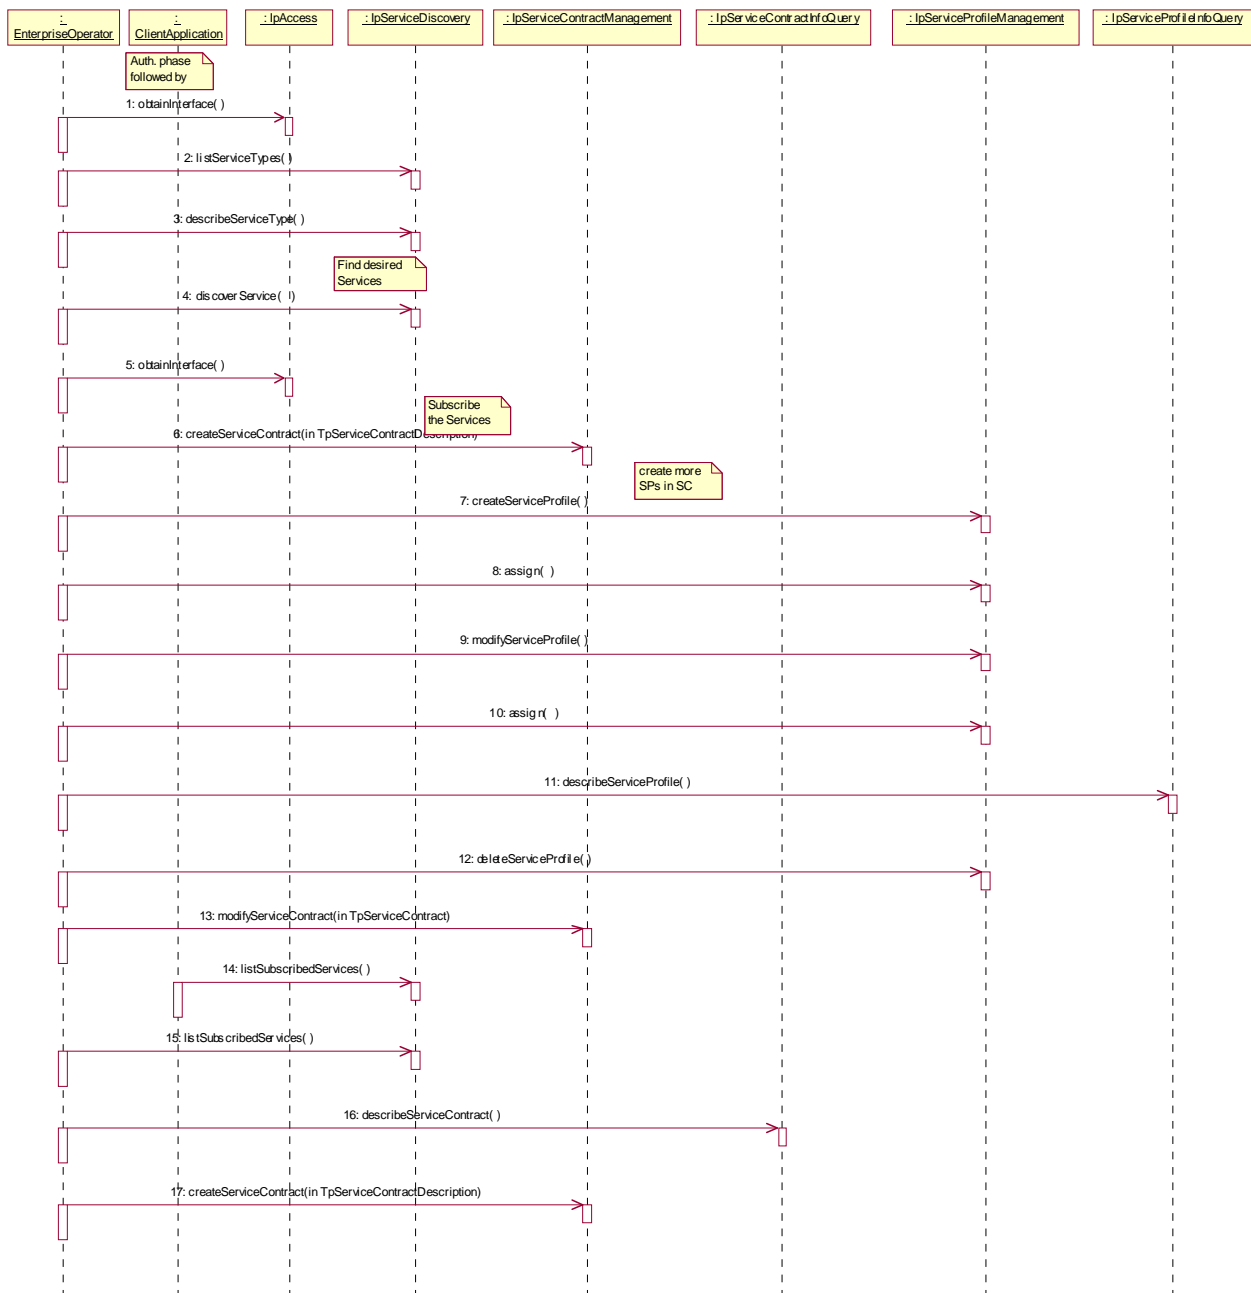 :
EnterpriseOperator
:
ClientApplication
: IpAccess
: IpServiceDiscovery
: IpServiceContractManagement
: IpServiceContractInfoQuery
: IpServiceProfileManagement
: IpServiceProfileInfoQuery
Auth. phase
followed by
1: obtainInterface( )
2: listServiceTypes( )
3: describeServiceType( )
Find desired
Services
4: discoverService( )
5: obtainInterface( )
Subscribe
the Services
6: createServiceContract(in TpServiceContractDescription)
create more
SPs in SC
7: createServiceProfile( )
8: assign( )
9: modifyServiceProfile( )
10: assign( )
11: describeServiceProfile( )
12: deleteServiceProfile( )
13: modifyServiceContract(in TpServiceContract)
14: listSubscribedServices( )
15: listSubscribedServices( )
16: describeServiceContract( )
17: createServiceContract(in TpServiceContractDescription)